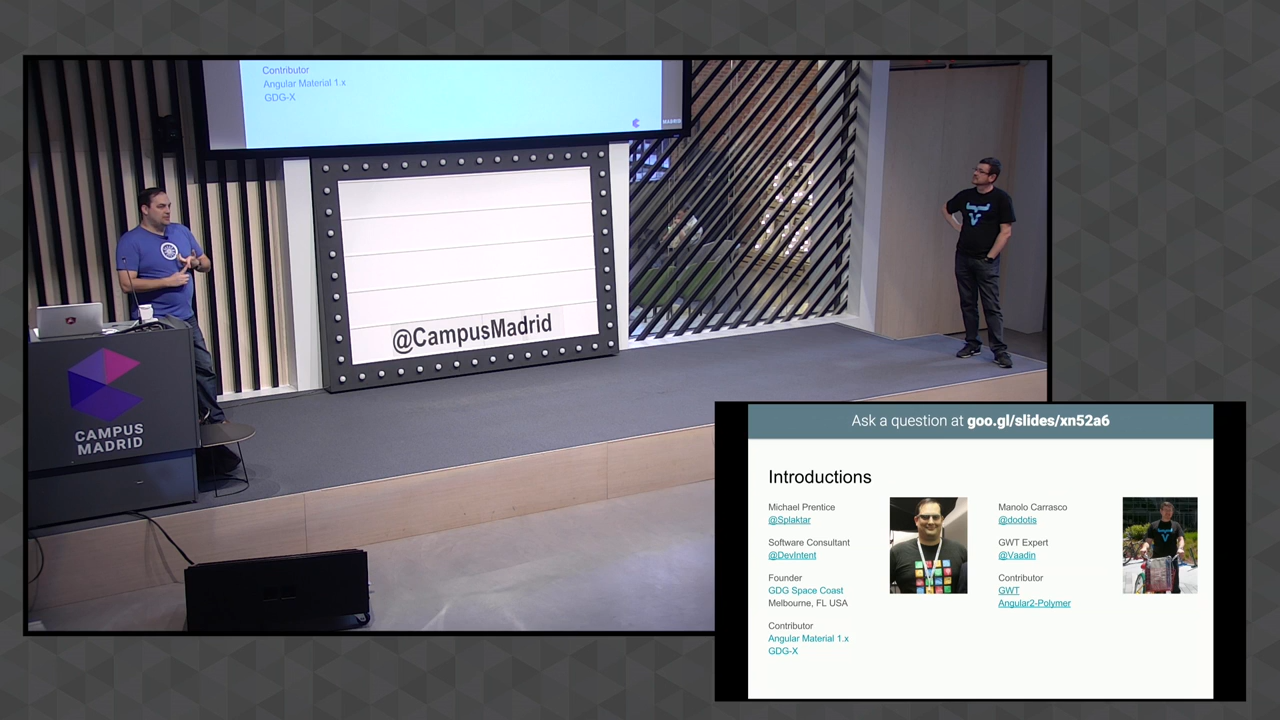 Contributor
Angular Material 1.x
GDG-X
MADRID
@CampusMadrid
CAMPUS
MADRID
Ask a question at goo.gl/slides/xn52a6
Introductions
Michael Prentice
@Splaktar
Software Consultant
@DevIntent
Founder
GDG Space Coast
Melbourne, FL USA
Contributor
Angular Material 1.x
GDG-X
Manolo Carrasco
@dodotis
GWT Expert
@Vaadin
Contributor
GWT
Angular2-Polymer